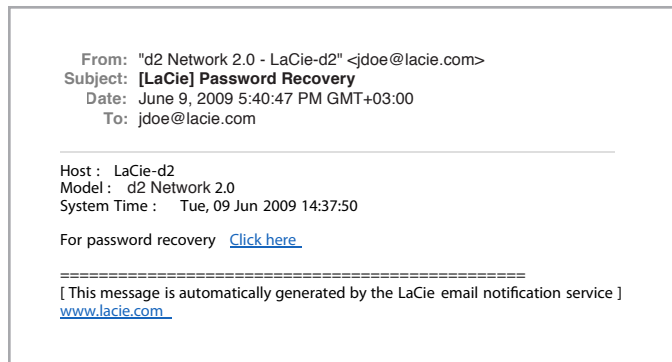 From: "d2 Network 2.0 - LaCie-d2" <jdoe@lacie.com>
Subject: [LaCie] Password Recovery
Date: June 9, 2009 5:40:47 PM GMT+03:00
To: jdoe@lacie.com
Host : LaCie-d2
Model : d2 Network 2.0
System Time : Tue, 09 Jun 2009 14:37:50
For password recovery Click here
================================================
[ This message is automatically generated by the LaCie email notification service ]
www.lacie.com